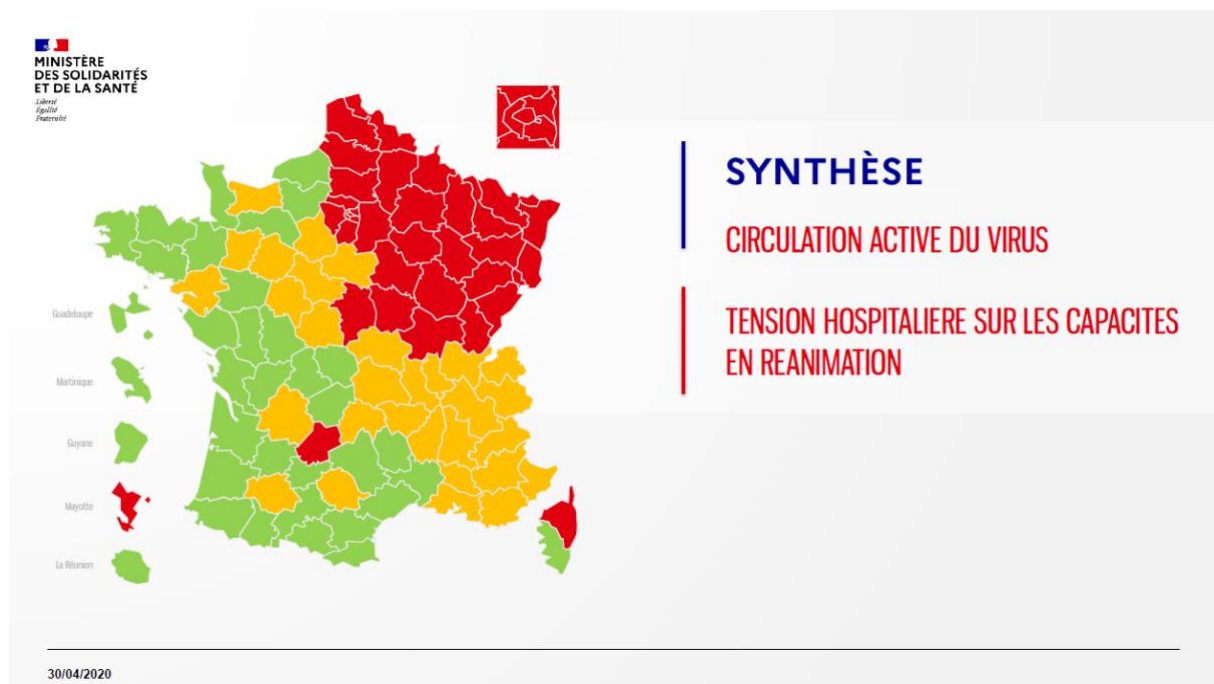 MINISTÈRE
DES SOLIDARITÉS
ET DE LA SANTÉ
Liberté
Égalité
Fraternité
SYNTHÈSE
CIRCULATION ACTIVE DU VIRUS
TENSION HOSPITALIERE SUR LES CAPACITES
EN REANIMATION
Guadeloupe
Martinique
Guyane
Mayotte
La Réunion
30/04/2020